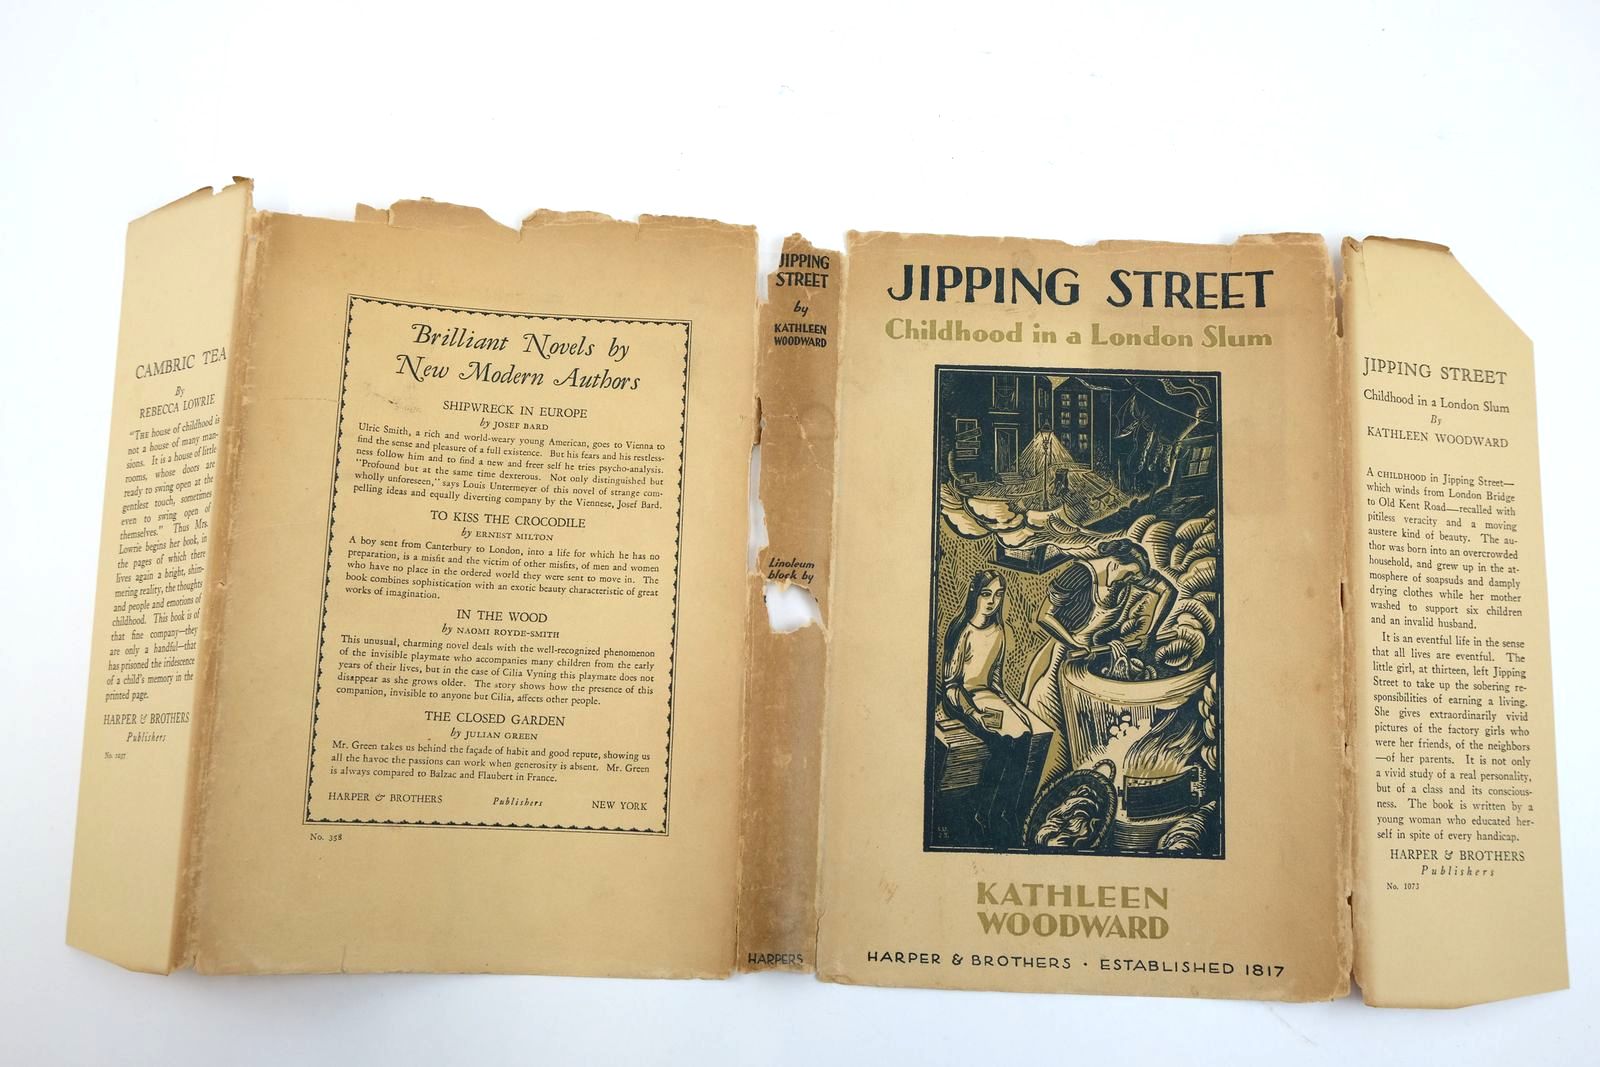 CAMBRIC TEA
By
REBECCA LOWRIE
"THE house of childhood is
not a house of many man-
sions. It is a house of little
rooms, whose doors are
ready to swing open at the
gentlest touch, sometimes
even to swing open of
themselves." Thus Mrs.
Lowrie begins her book, in
the pages of which there
lives again a bright, shim-
mering reality, the thoughts
and people and emotions of
childhood. This book is of
that fine company—they
are only a handful—that
has prisoned the iridescence
of a child's memory in the
printed page.
HARPER & BROTHERS
Publishers
No. 1037
Brilliant Novels by
New Modern Authors
SHIPWRECK IN EUROPE
by JOSEF BARD
Ulric Smith, a rich and world-weary young American, goes to Vienna to
find the sense and pleasure of a full existence. But his fears and his restless-
ness follow him and to find a new and freer self he tries psycho-analysis.
"Profound but at the same time dexterous. Not only distinguished but
wholly unforeseen," says Louis Untermeyer of this novel of strange com-
pelling ideas and equally diverting company by the Viennese, Josef Bard.
TO KISS THE CROCODILE
by ERNEST MILTON
A boy sent from Canterbury to London, into a life for which he has no
preparation, is a misfit and the victim of other misfits, of men and women
who have no place in the ordered world they were sent to move in. The
book combines sophistication with an exotic beauty characteristic of great
works of imagination.
IN THE WOOD
by NAOMI ROYDE-SMITH
This unusual, charming novel deals with the well-recognized phenomenon
of the invisible playmate who accompanies many children from the early
years of their lives, but in the case of Cilia Vyning this playmate does not
disappear as she grows older. The story shows how the presence of this
companion, invisible to anyone but Cilia, affects other people.
THE CLOSED GARDEN
by JULIAN GREEN
Mr. Green takes us behind the façade of habit and good repute, showing us
all the havoc the passions can work when generosity is absent. Mr. Green
is always compared to Balzac and Flaubert in France.
HARPER & BROTHERS Publishers NEW YORK
No. 358
JIPPING
STREET
by
KATHLEEN
WOODWARD
Linoleum
block by
HARPERS
JIPPING STREET
Childhood in a London Slum
KATHLEEN
WOODWARD
HARPER & BROTHERS · ESTABLISHED 1817
JIPPING STREET
Childhood in a London Slum
By
KATHLEEN WOODWARD
A CHILDHOOD in Jipping Street—
which winds from London Bridge
to Old Kent Road—recalled with
pitiless veracity and a moving
austere kind of beauty. The au-
thor was born into an overcrowded
household, and grew up in the at-
mosphere of soapsuds and damply
drying clothes while her mother
washed to support six children
and an invalid husband.
It is an eventful life in the sense
that all lives are eventful. The
little girl, at thirteen, left Jipping
Street to take up the sobering re-
sponsibilities of earning a living.
She gives extraordinarily vivid
pictures of the factory girls who
were her friends, of the neighbors
—of her parents. It is not only
a vivid study of a real personality,
but of a class and its conscious-
ness. The book is written by a
young woman who educated her-
self in spite of every handicap.
HARPER & BROTHERS
Publishers
No. 1073